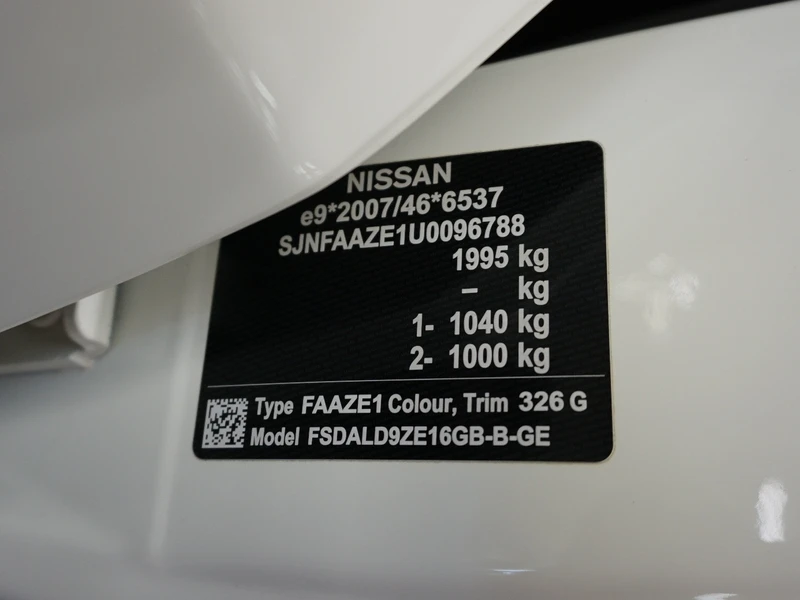 NISSAN
e9*2007/46*6537
SJNFAAZE1U0096788
1995 kg
– kg
1- 1040 kg
2- 1000 kg
Type FAAZE1 Colour, Trim 326 G
Model FSDALD9ZE16GB-B-GE